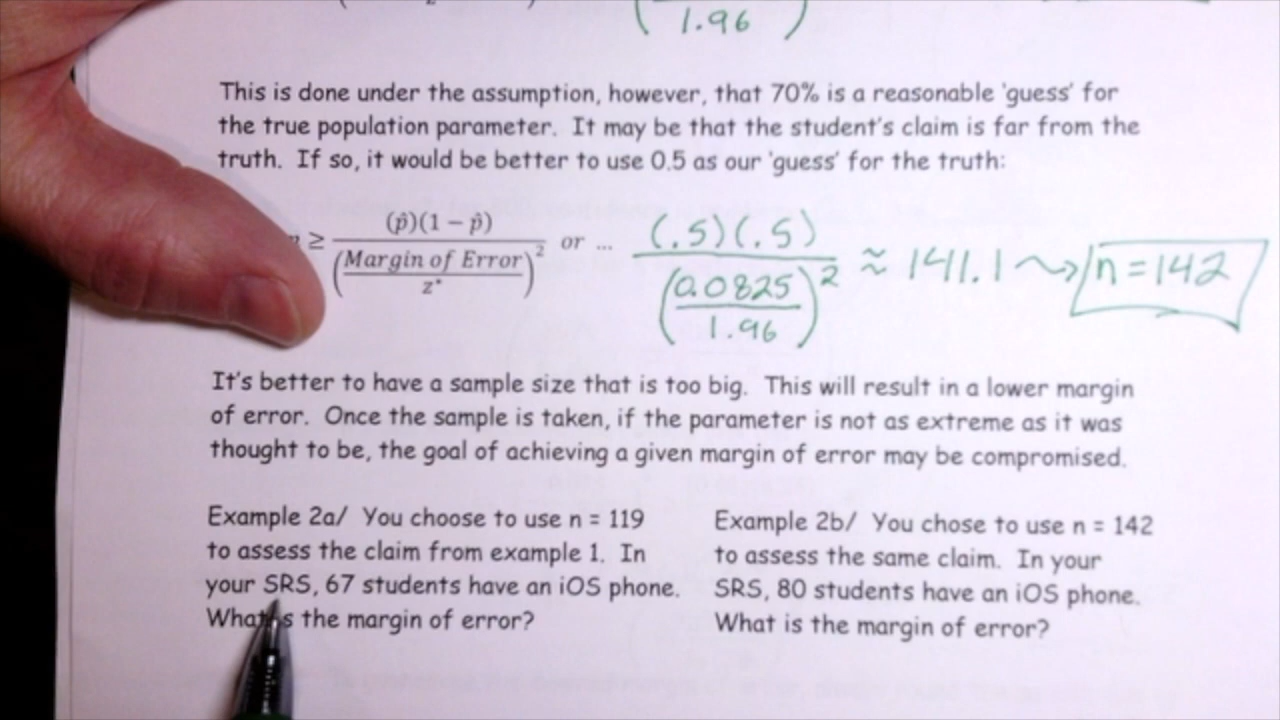 1.96
This is done under the assumption, however, that 70% is a reasonable 'guess' for
the true population parameter. It may be that the student's claim is far from the
truth. If so, it would be better to use 0.5 as our 'guess' for the truth:
n ≥ (p̂)(1 − p̂) / (Margin of Error / z*)² or ... (.5)(.5) / (0.0825 / 1.96)² ≈ 141.1 ⇝ n = 142
It's better to have a sample size that is too big. This will result in a lower margin
of error. Once the sample is taken, if the parameter is not as extreme as it was
thought to be, the goal of achieving a given margin of error may be compromised.
Example 2a/ You choose to use n = 119
to assess the claim from example 1. In
your SRS, 67 students have an iOS phone.
What is the margin of error?
Example 2b/ You chose to use n = 142
to assess the same claim. In your
SRS, 80 students have an iOS phone.
What is the margin of error?